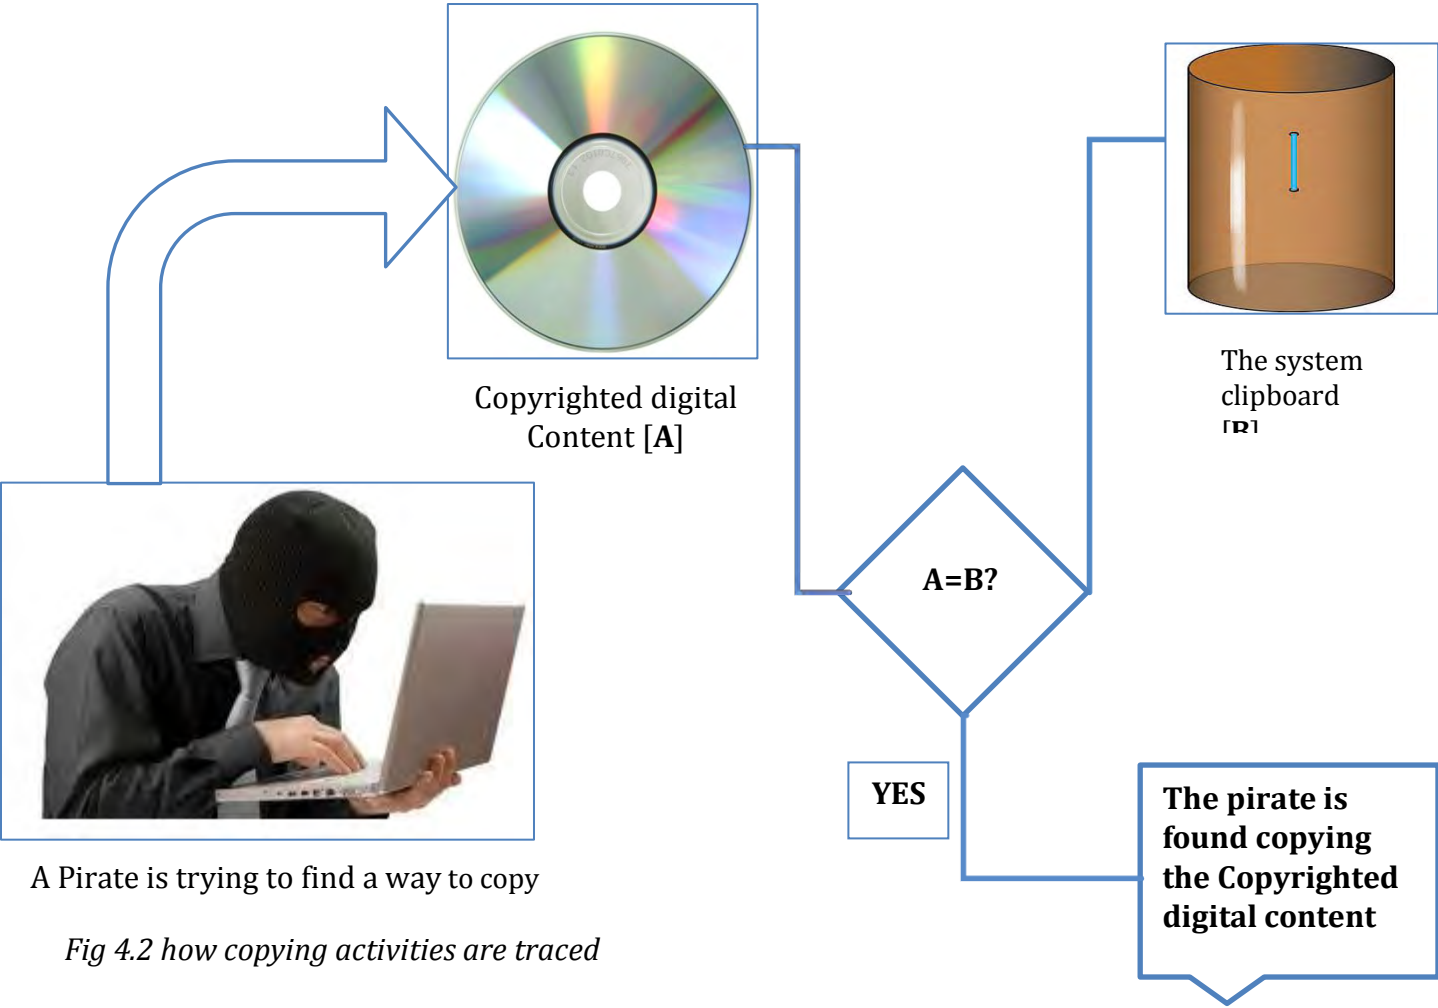 Copyrighted digital
Content [A]
The system
clipboard
[B]
A=B?
YES
The pirate is
found copying
the Copyrighted
digital content
A Pirate is trying to find a way to copy
Fig 4.2 how copying activities are traced